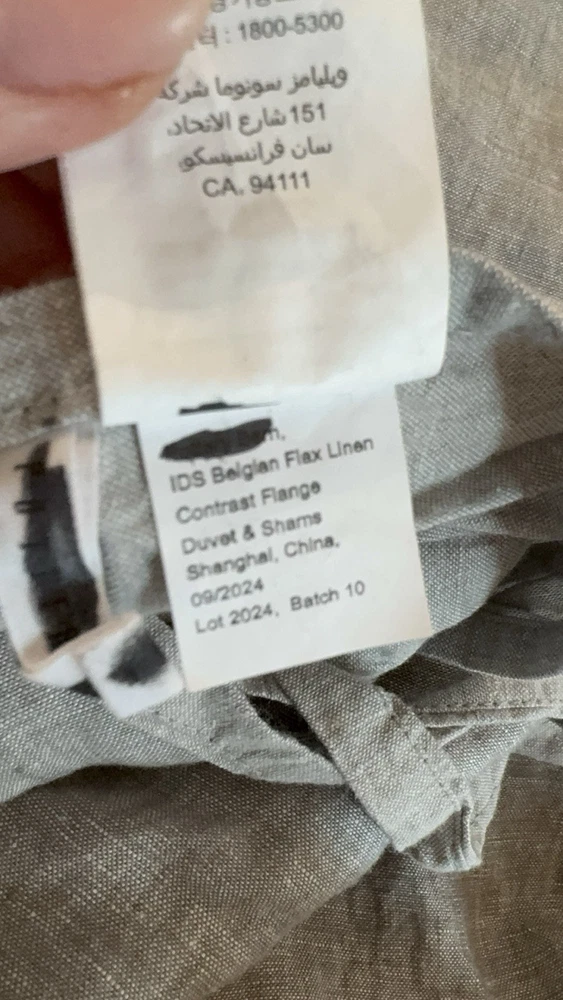 : 1800-5300
ويليامز سونوما شركة
151 شارع الاتحاد،
سان فرانسيسكو،
CA, 94111
IDS Belgian Flax Linen
Contrast Flange
Duvet & Shams
Shanghai, China,
09/2024
Lot 2024, Batch 10